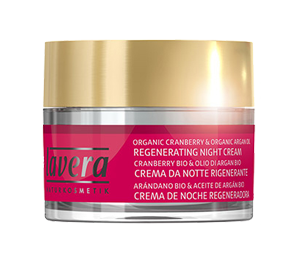 lavera
ORGANIC CRANBERRY & ORGANIC ARGAN OIL
REGENERATING NIGHT CREAM
CRANBERRY BIO & OLIO DI ARGAN BIO
CREMA DA NOTTE RIGENERANTE
ARÁNDANO BIO & ACEITE DE ARGÁN BIO
CREMA DE NOCHE REGENERADORA